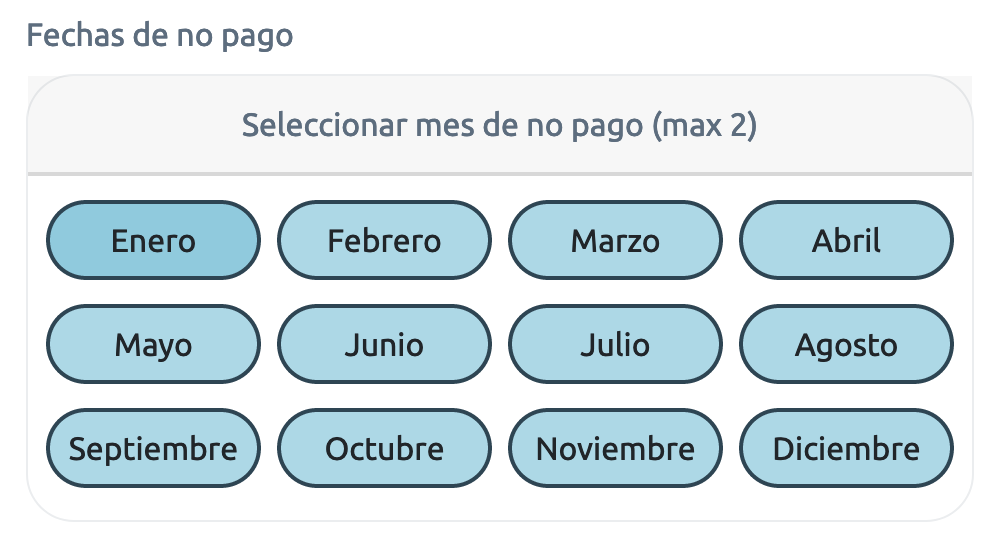 Fechas de no pago
Seleccionar mes de no pago (max 2)
Enero Febrero Marzo Abril
Mayo Junio Julio Agosto
Septiembre Octubre Noviembre Diciembre